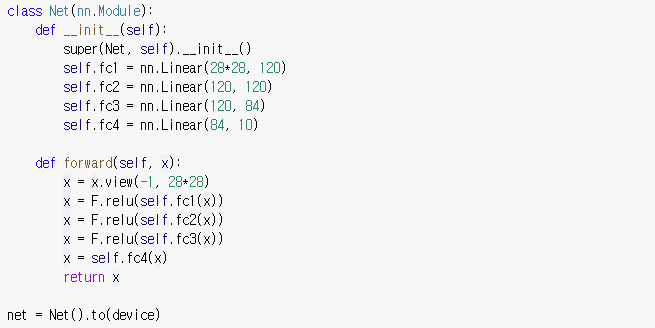 class Net(nn.Module):
    def __init__(self):
        super(Net, self).__init__()
        self.fc1 = nn.Linear(28*28, 120)
        self.fc2 = nn.Linear(120, 120)
        self.fc3 = nn.Linear(120, 84)
        self.fc4 = nn.Linear(84, 10)

    def forward(self, x):
        x = x.view(-1, 28*28)
        x = F.relu(self.fc1(x))
        x = F.relu(self.fc2(x))
        x = F.relu(self.fc3(x))
        x = self.fc4(x)
        return x

net = Net().to(device)